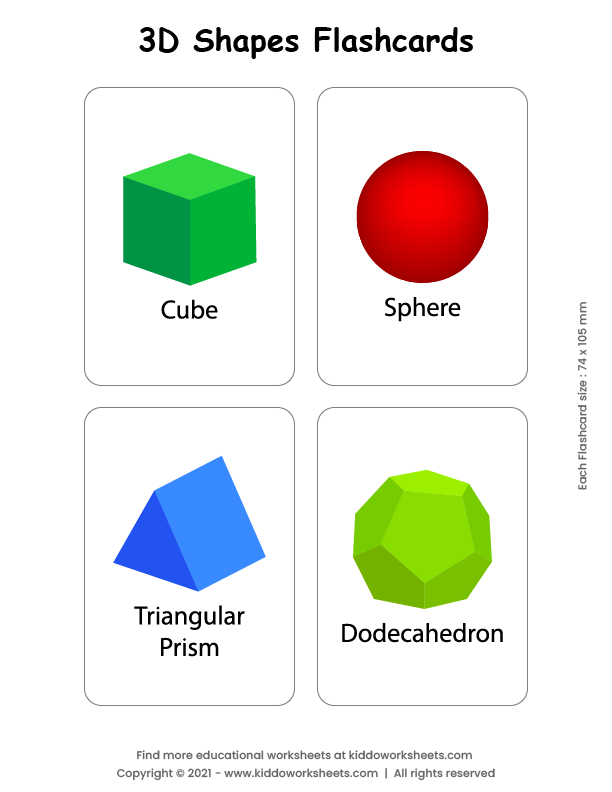 3D Shapes Flashcards
Cube
Sphere
Triangular
Prism
Dodecahedron
Each Flashcard size : 74 x 105 mm
Find more educational worksheets at kiddoworksheets.com
Copyright © 2021 - www.kiddoworksheets.com | All rights reserved